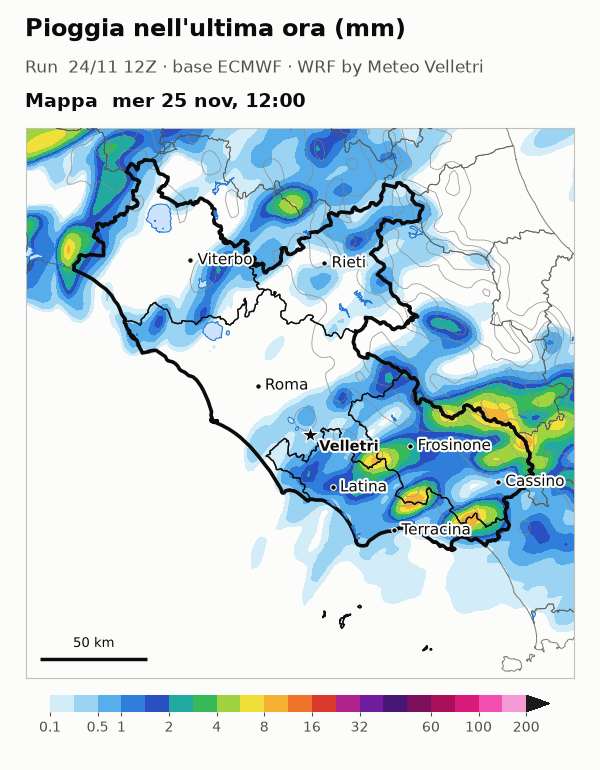 Pioggia nell'ultima ora (mm)
Run  24/11 12Z · base ECMWF · WRF by Meteo Velletri
Mappa  mer 25 nov, 12:00
Viterbo
Rieti
Roma
Velletri
Frosinone
Latina
Cassino
Terracina
50 km
0.1 0.5 1 2 4 8 16 32 60 100 200